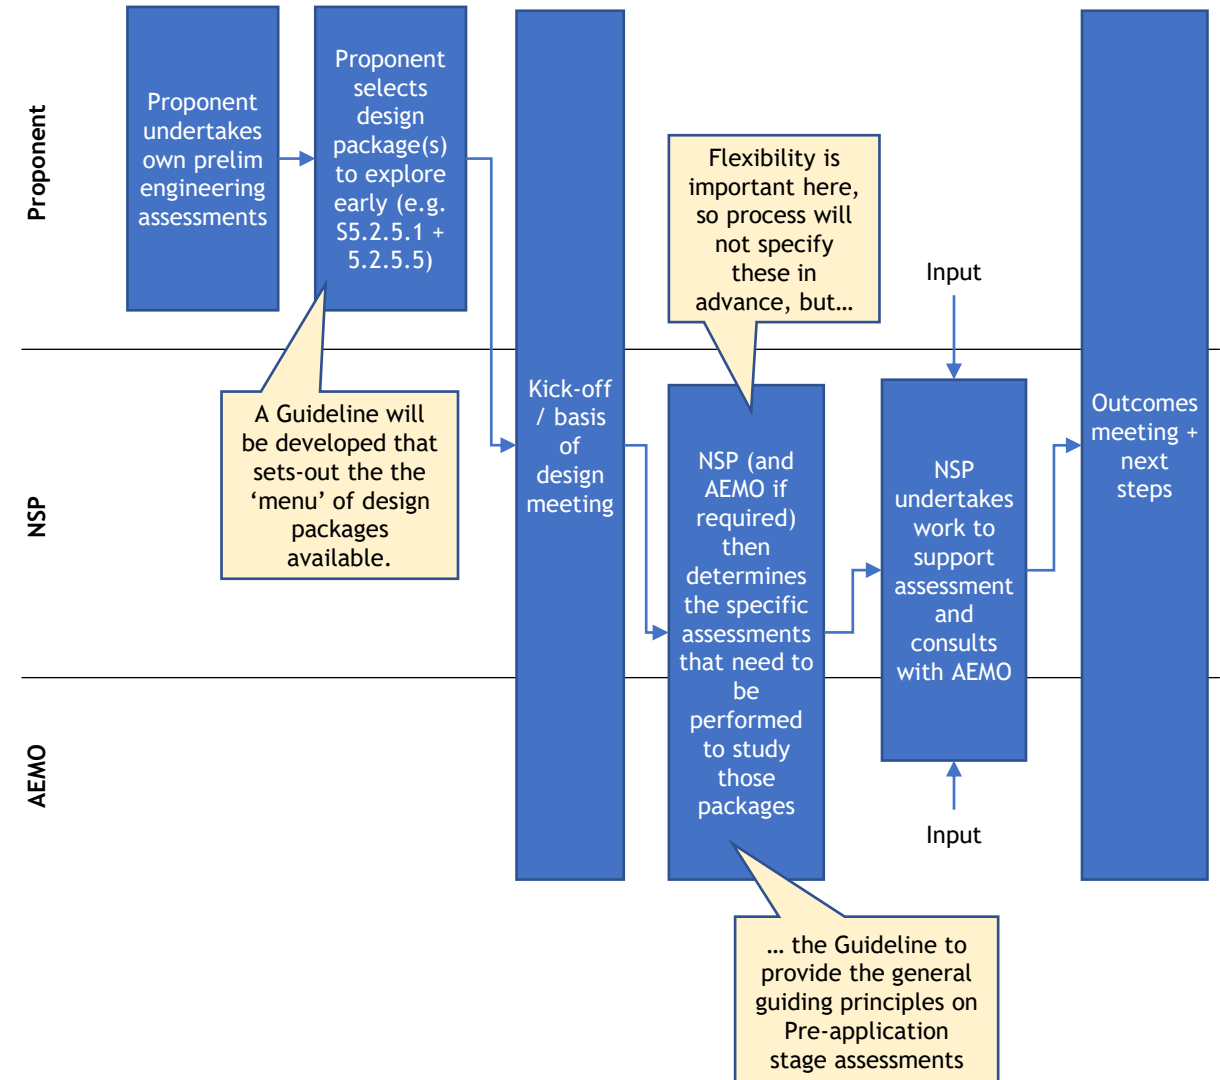 Proponent
Proponent
undertakes
own prelim
engineering
assessments
Proponent
selects
design
package(s)
to explore
early (e.g.
S5.2.5.1 +
5.2.5.5)
A Guideline will
be developed that
sets-out the the
‘menu’ of design
packages
available.
Kick-off
/ basis
of
design
meeting
Flexibility is
important here,
so process will
not specify
these in
advance, but…
NSP
NSP (and
AEMO if
required)
then
determines
the specific
assessments
that need to
be
performed
to study
those
packages
… the Guideline to
provide the general
guiding principles on
Pre-application
stage assessments
Input
NSP
undertakes
work to
support
assessment
and
consults
with AEMO
Input
Outcomes
meeting +
next
steps
AEMO